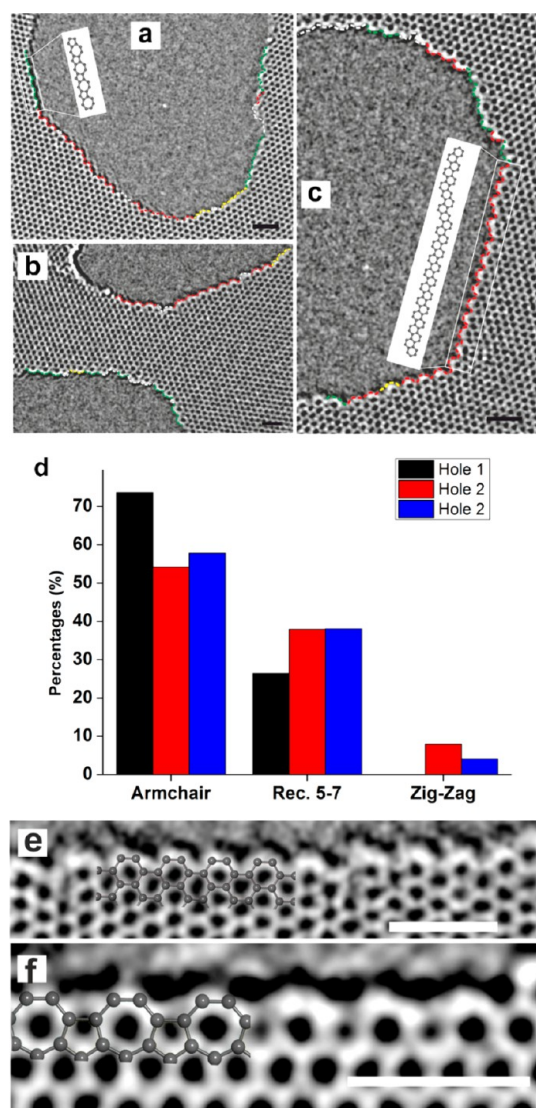 a
b
c
d
Hole 1
Hole 2
Hole 2
Percentages (%)
70
60
50
40
30
20
10
0
Armchair
Rec. 5-7
Zig-Zag
e
f